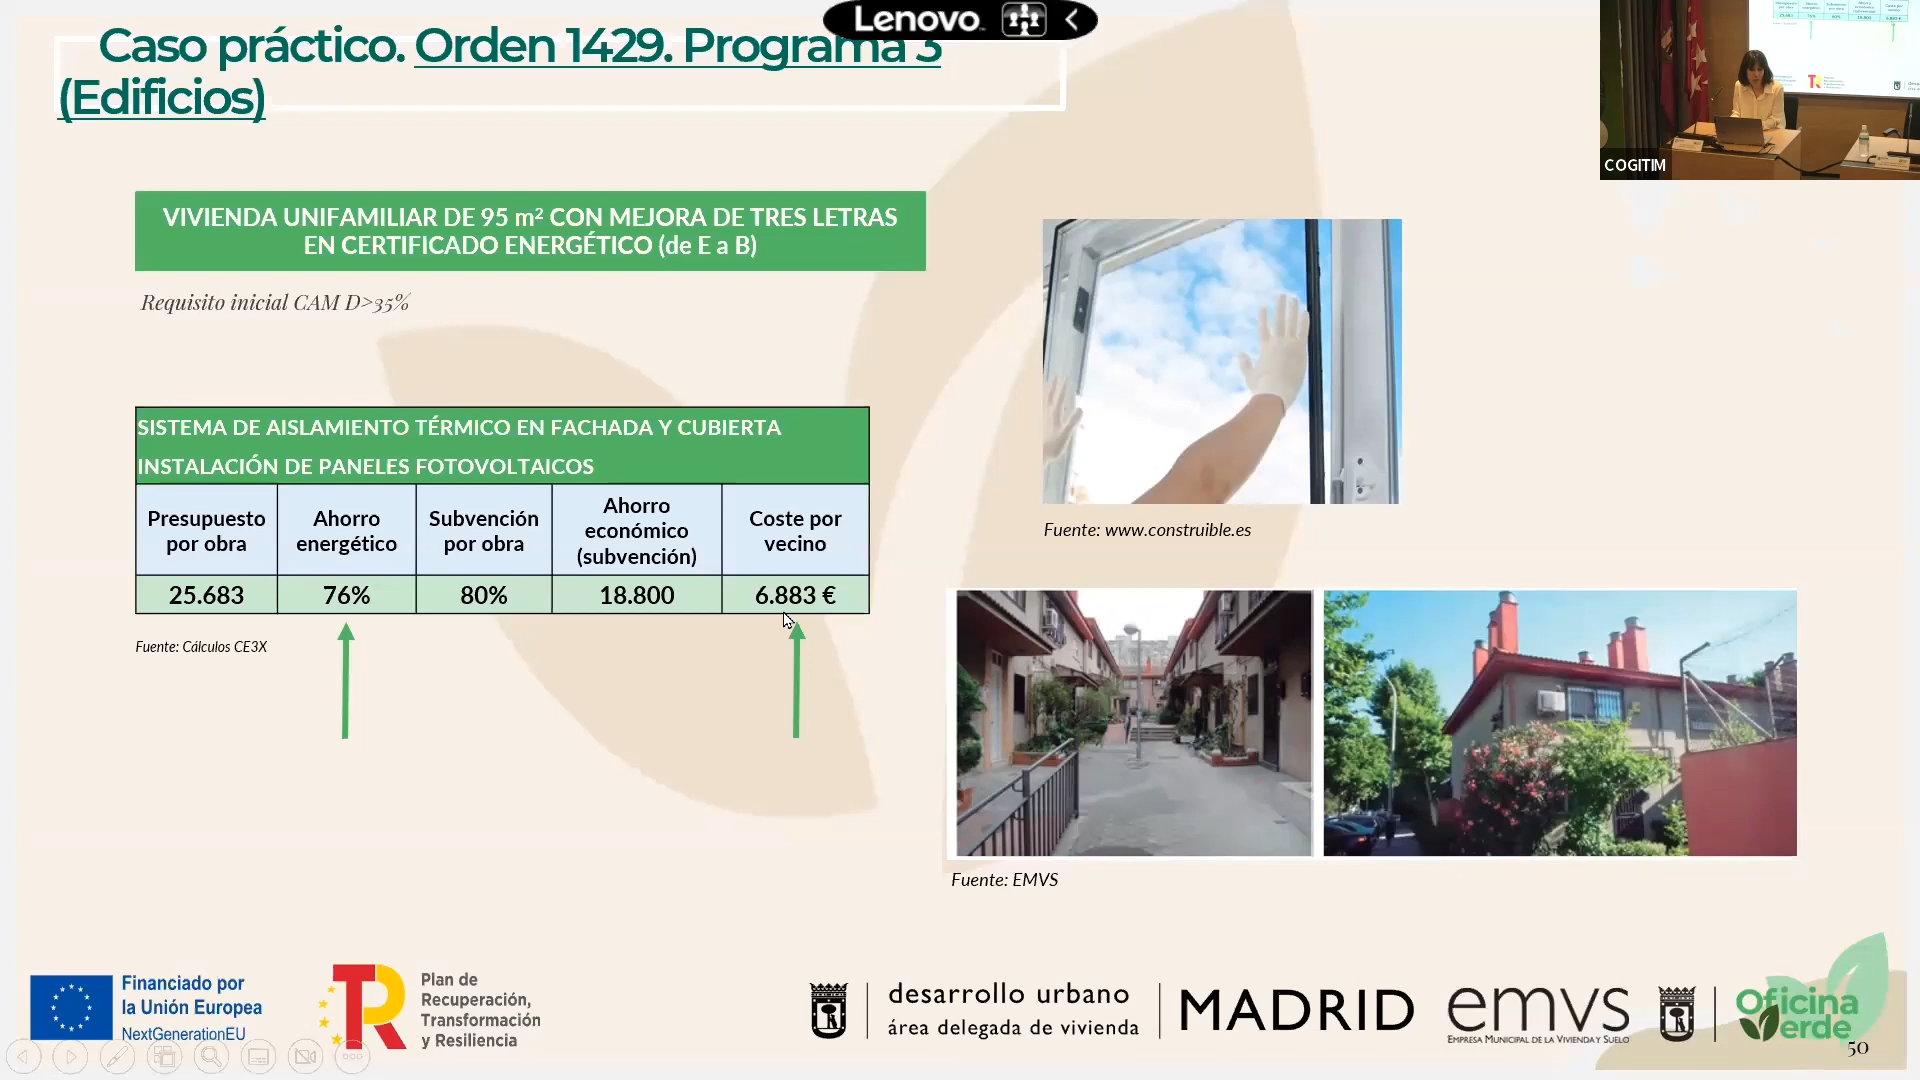 Lenovo
Caso práctico. Orden 1429. Programa 3
(Edificios)
COGITIM
VIVIENDA UNIFAMILIAR DE 95 m² CON MEJORA DE TRES LETRAS
EN CERTIFICADO ENERGÉTICO (de E a B)
Requisito inicial CAM D>35%
SISTEMA DE AISLAMIENTO TÉRMICO EN FACHADA Y CUBIERTA
INSTALACIÓN DE PANELES FOTOVOLTAICOS
Presupuesto por obra
Ahorro energético
Subvención por obra
Ahorro económico (subvención)
Coste por vecino
25.683 76% 80% 18.800 6.883 €
Fuente: Cálculos CE3X
Fuente: www.construible.es
Fuente: EMVS
Financiado por
la Unión Europea
NextGenerationEU
TR
Plan de
Recuperación,
Transformación
y Resiliencia
desarrollo urbano
área delegada de vivienda
MADRID
emvs
EMPRESA MUNICIPAL DE LA VIVIENDA Y SUELO
Oficina
Verde
50